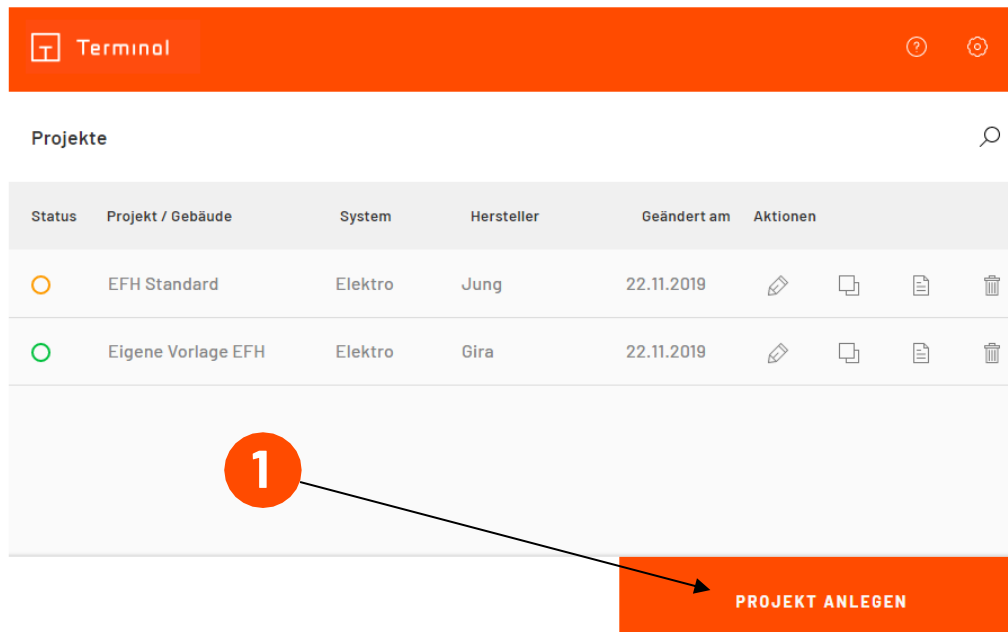 Terminal
Projekte
Status Projekt / Gebäude System Hersteller Geändert am Aktionen
EFH Standard Elektro Jung 22.11.2019
Eigene Vorlage EFH Elektro Gira 22.11.2019
1
PROJEKT ANLEGEN